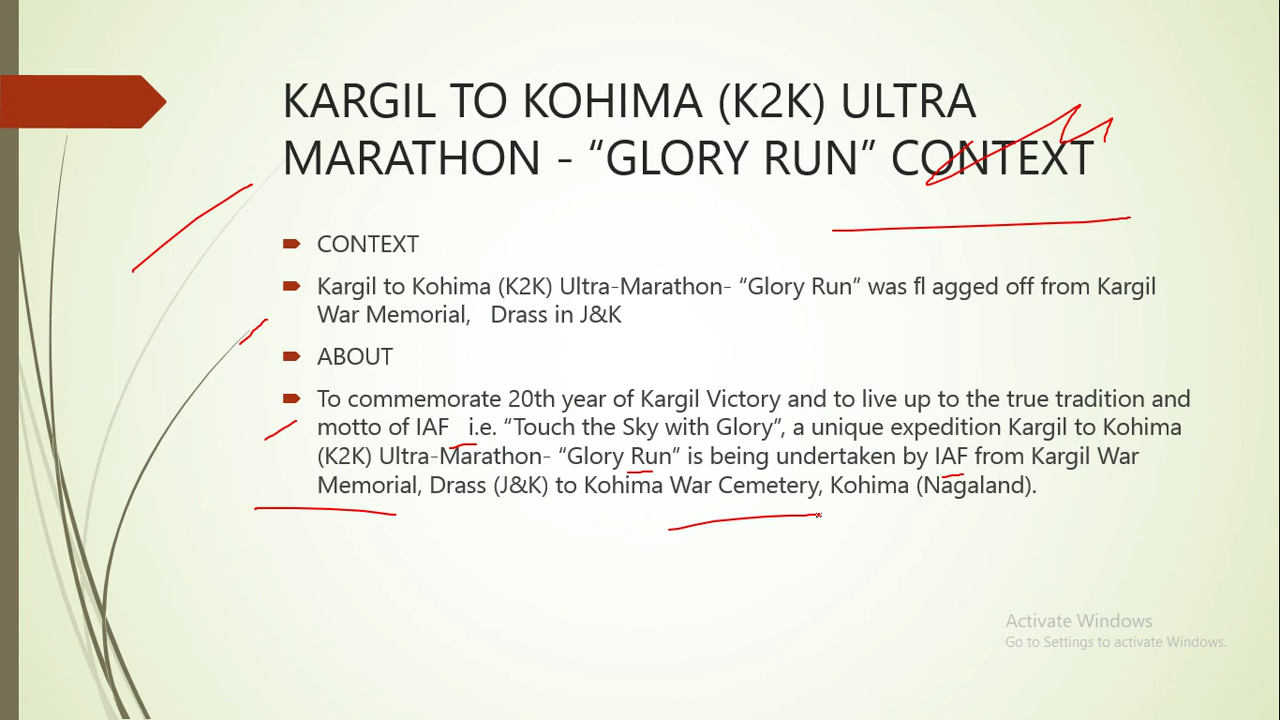 KARGIL TO KOHIMA (K2K) ULTRA
MARATHON - “GLORY RUN” CONTEXT
CONTEXT
Kargil to Kohima (K2K) Ultra-Marathon- “Glory Run” was fl agged off from Kargil
War Memorial, Drass in J&K
ABOUT
To commemorate 20th year of Kargil Victory and to live up to the true tradition and
motto of IAF i.e. “Touch the Sky with Glory”, a unique expedition Kargil to Kohima
(K2K) Ultra-Marathon- “Glory Run” is being undertaken by IAF from Kargil War
Memorial, Drass (J&K) to Kohima War Cemetery, Kohima (Nagaland).
Activate Windows
Go to Settings to activate Windows.